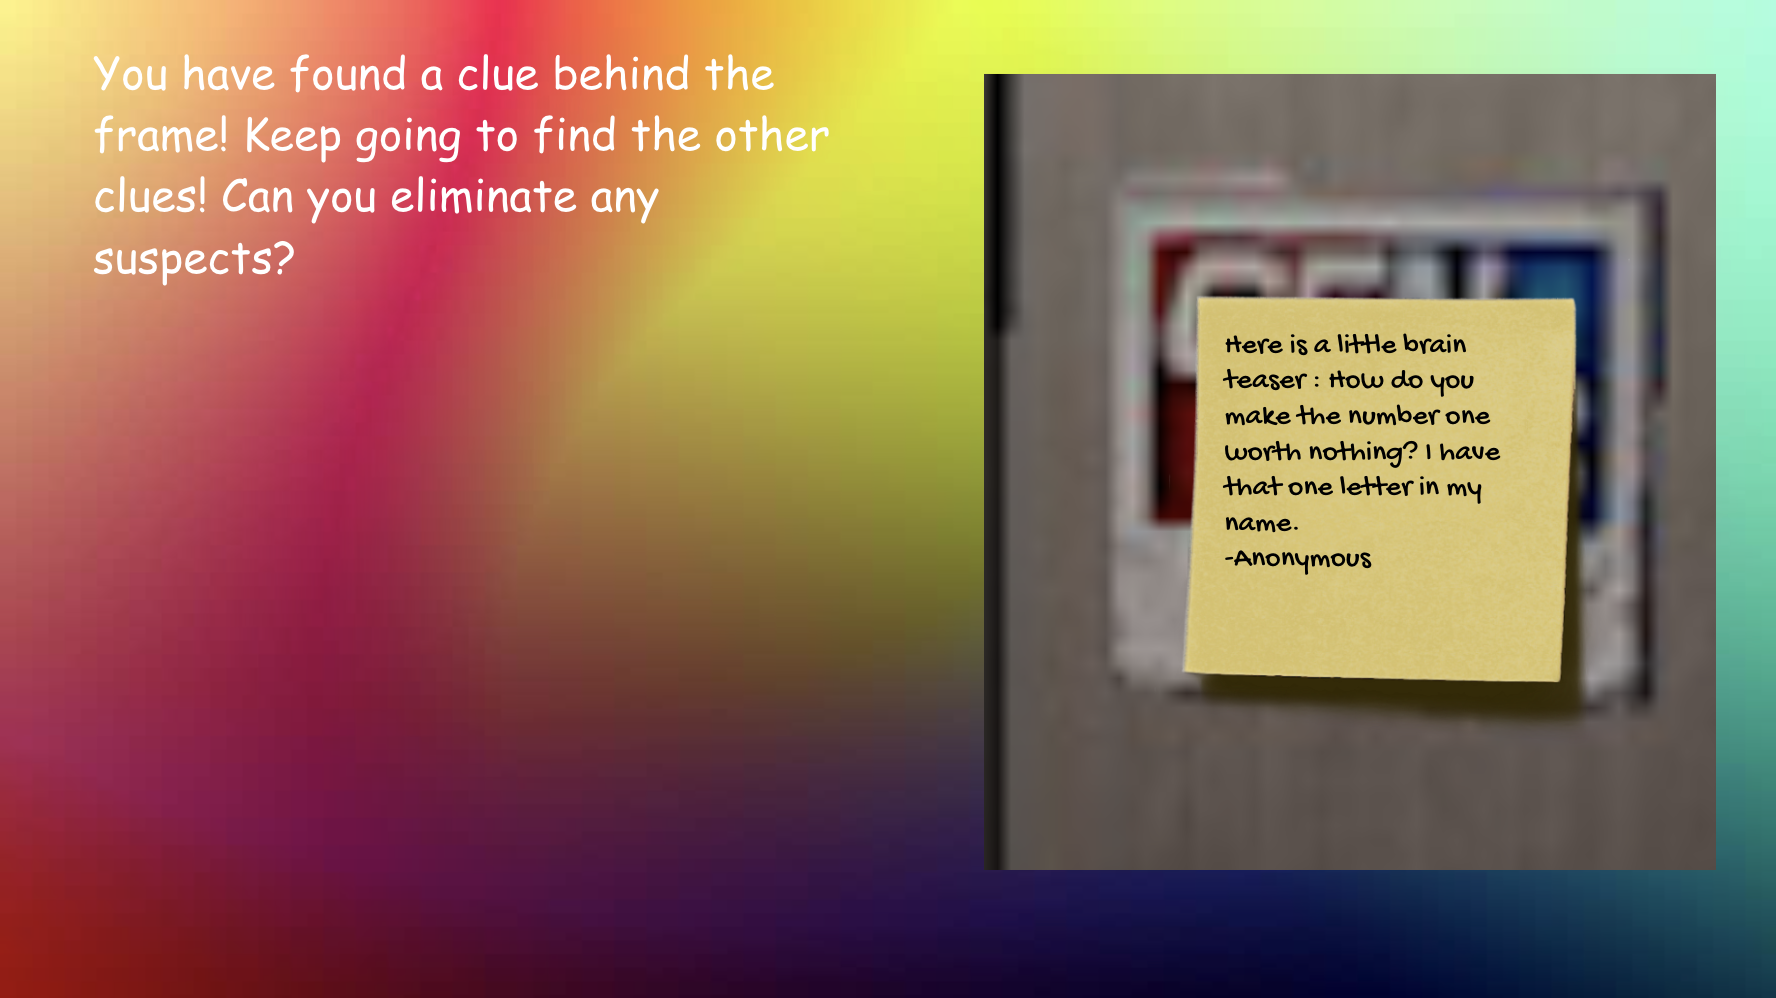 You have found a clue behind the
frame! Keep going to find the other
clues! Can you eliminate any
suspects?
Here is a little brain
teaser : How do you
make the number one
worth nothing? I have
that one letter in my
name.
-Anonymous